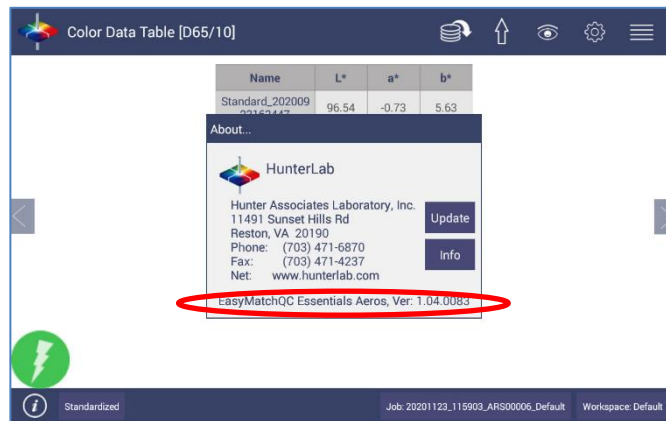 Color Data Table [D65/10]
Name L* a* b*
Standard_202009 96.54 -0.73 5.63
About...
HunterLab
Hunter Associates Laboratory, Inc.
11491 Sunset Hills Rd
Reston, VA 20190
Phone: (703) 471-6870
Fax: (703) 471-4237
Net: www.hunterlab.com
Update
Info
EasyMatchQC Essentials Aeros, Ver: 1.04.0083
Standardized
Job: 20201123_115903_ARS00006_Default
Workspace: Default